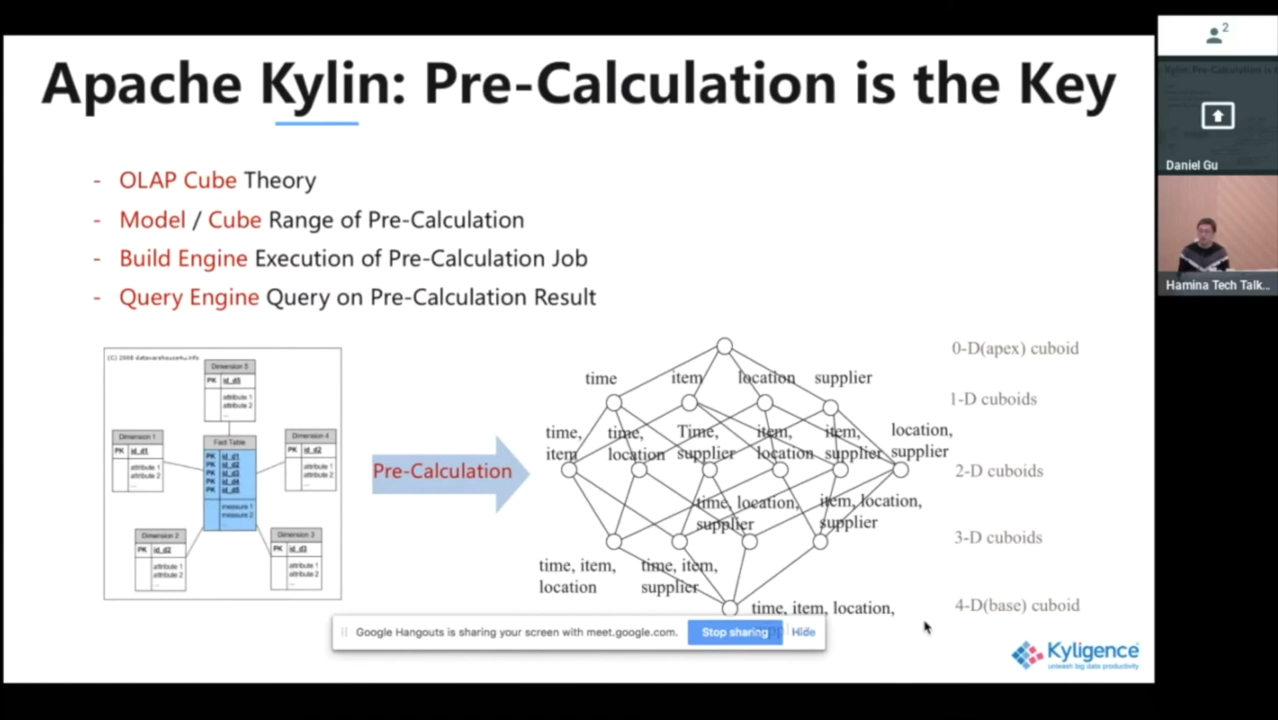 Apache Kylin: Pre-Calculation is the Key
- OLAP Cube Theory
- Model / Cube Range of Pre-Calculation
- Build Engine Execution of Pre-Calculation Job
- Query Engine Query on Pre-Calculation Result
(C) 2008 datawarehouse4u.info
Dimension 5
PK id_d5
attribute 1
attribute 2
...
Dimension 1
PK id_d1
attribute 1
attribute 2
...
Fact Table
PK id_d1
PK id_d2
PK id_d3
PK id_d4
PK id_d5
measure 1
measure 2
...
Dimension 4
PK id_d2
attribute 1
attribute 2
...
Dimension 2
PK id_d2
attribute 1
attribute 2
...
Dimension 3
PK id_d3
attribute 1
attribute 2
...
Pre-Calculation
0-D(apex) cuboid
time item location supplier
1-D cuboids
time,
item
time,
location
Time,
supplier
item,
location
item,
supplier
location,
supplier
2-D cuboids
time, location,
supplier
item, location,
supplier
3-D cuboids
time, item,
location
time, item,
supplier
time, item, location,
4-D(base) cuboid
Google Hangouts is sharing your screen with meet.google.com.
Stop sharing
Hide
Kyligence
unleash big data productivity
2
Daniel Gu
Hamina Tech Talk...